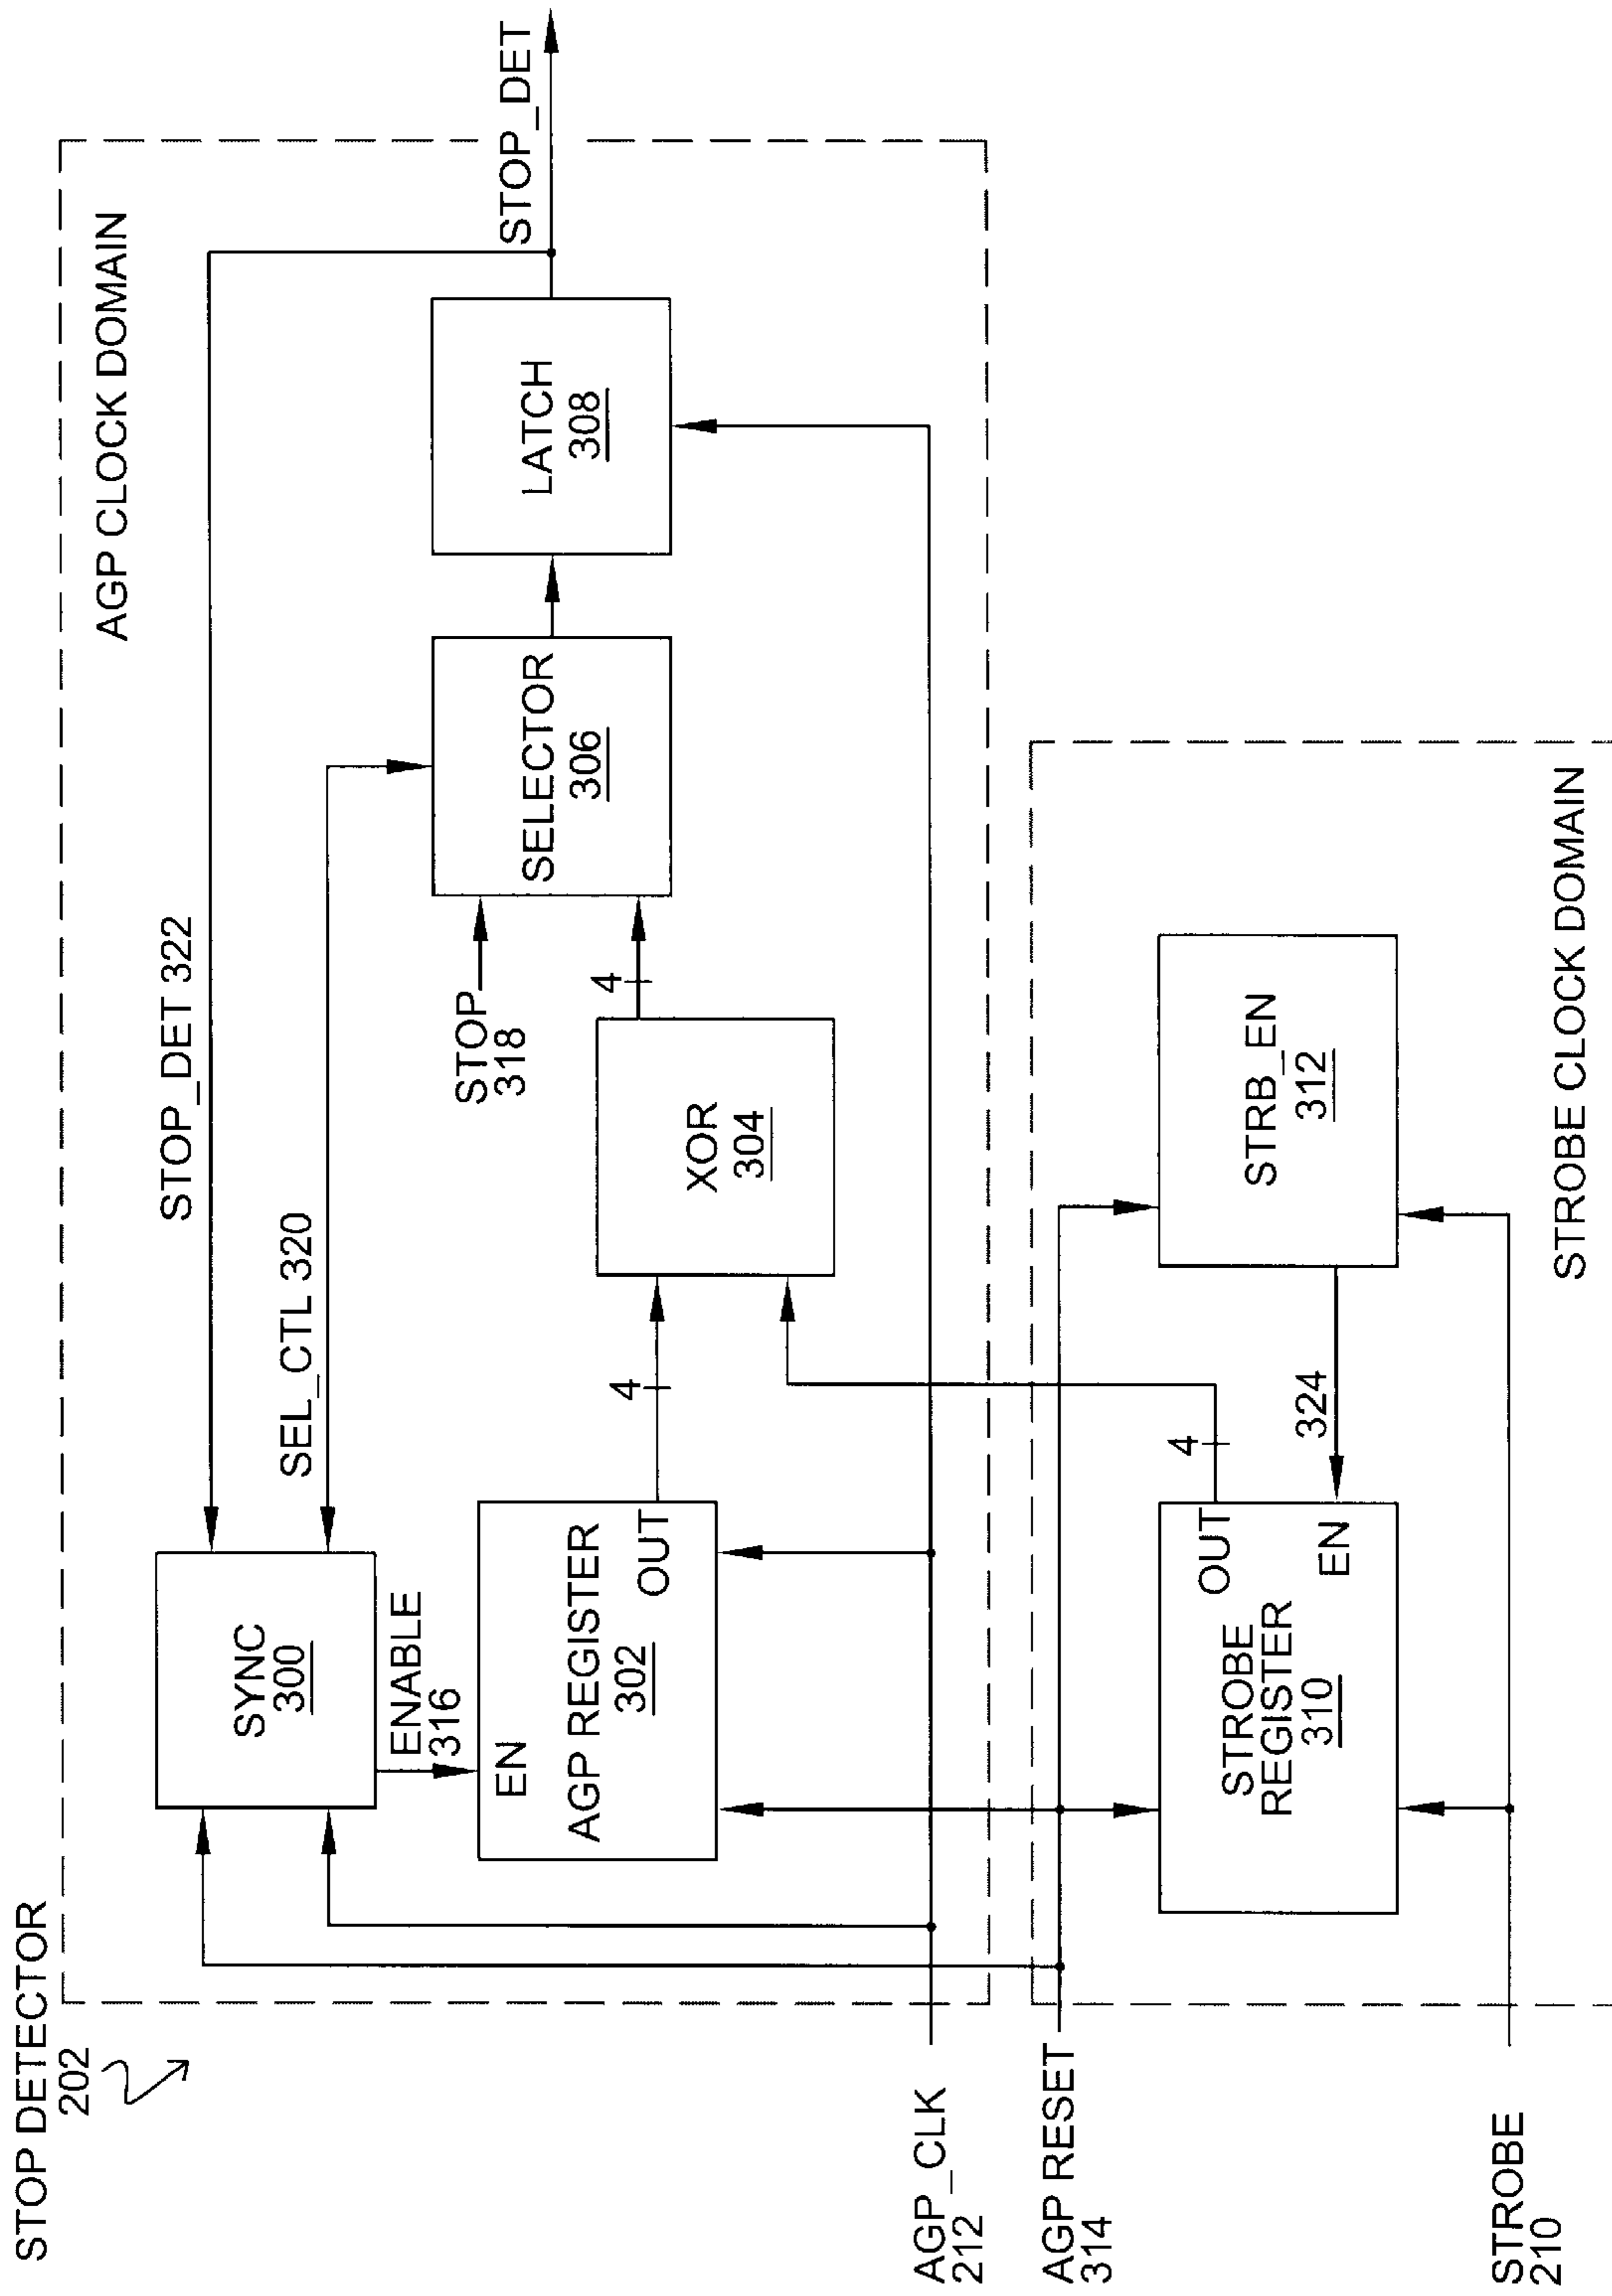 STOP DETECTOR
202
AGP CLOCK DOMAIN
STOP_DET 322
SEL_CTL 320
SYNC
300
ENABLE
316
EN
AGP REGISTER
302
OUT
4
STOP
318
XOR
304
4
SELECTOR
306
LATCH
308
STOP_DET
AGP_CLK
212
AGP RESET
314
STROBE
210
STROBE
REGISTER
310
OUT
EN
4
324
STRB_EN
312
STROBE CLOCK DOMAIN